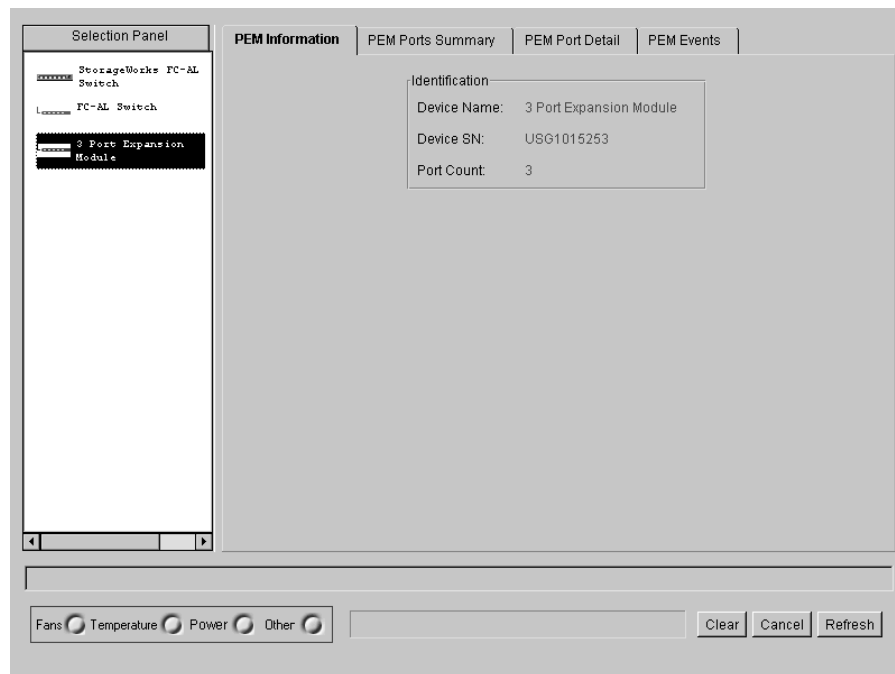 Selection Panel
PEM Information
PEM Ports Summary
PEM Port Detail
PEM Events
StorageWorks FC-AL
Switch
FC-AL Switch
3 Port Expansion
Module
Identification
Device Name: 3 Port Expansion Module
Device SN: USG1015253
Port Count: 3
Fans
Temperature
Power
Other
Clear
Cancel
Refresh